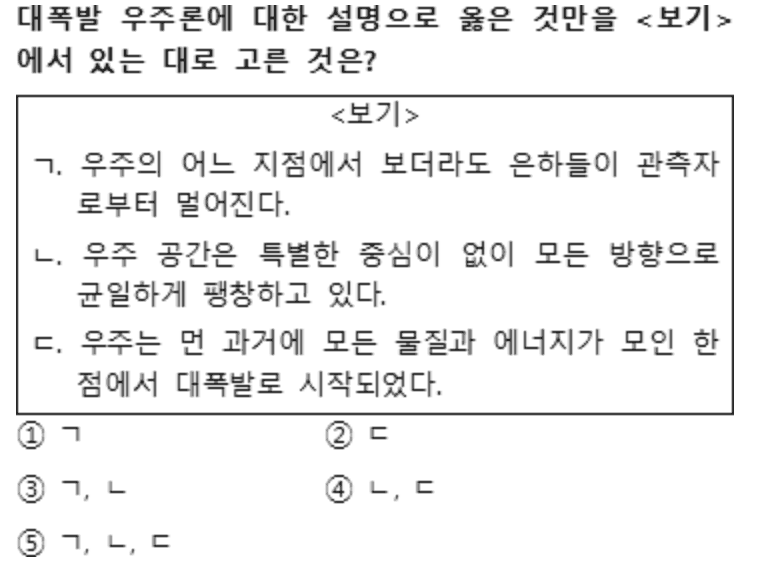 대폭발 우주론에 대한 설명으로 옳은 것만을 <보기>
에서 있는 대로 고른 것은?
<보기>
ㄱ. 우주의 어느 지점에서 보더라도 은하들이 관측자
로부터 멀어진다.
ㄴ. 우주 공간은 특별한 중심이 없이 모든 방향으로
균일하게 팽창하고 있다.
ㄷ. 우주는 먼 과거에 모든 물질과 에너지가 모인 한
점에서 대폭발로 시작되었다.
① ㄱ ② ㄷ
③ ㄱ, ㄴ ④ ㄴ, ㄷ
⑤ ㄱ, ㄴ, ㄷ